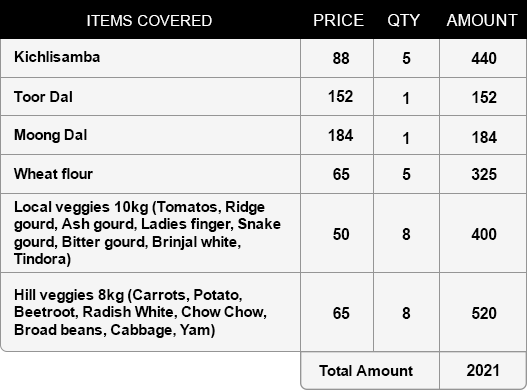 ITEMS COVERED PRICE QTY AMOUNT
Kichlisamba 88 5 440
Toor Dal 152 1 152
Moong Dal 184 1 184
Wheat flour 65 5 325
Local veggies 10kg (Tomatos, Ridge
gourd, Ash gourd, Ladies finger, Snake
gourd, Bitter gourd, Brinjal white,
Tindora) 50 8 400
Hill veggies 8kg (Carrots, Potato,
Beetroot, Radish White, Chow Chow,
Broad beans, Cabbage, Yam) 65 8 520
Total Amount 2021